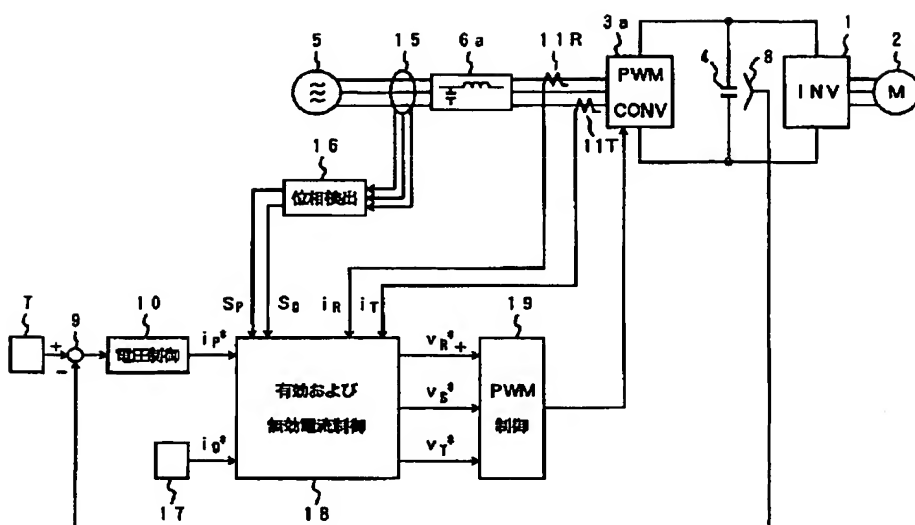 5
15
6a
11R
3a
4
8
1
2
PWM
CONV
INV
M
11T
16
位相検出
SP
SQ
iR
iT
19
7
9
10
電圧制御
iP*
+
-
有効および
無効電流制御
vR*
+
vS*
vT*
PWM
制御
iQ*
17
18